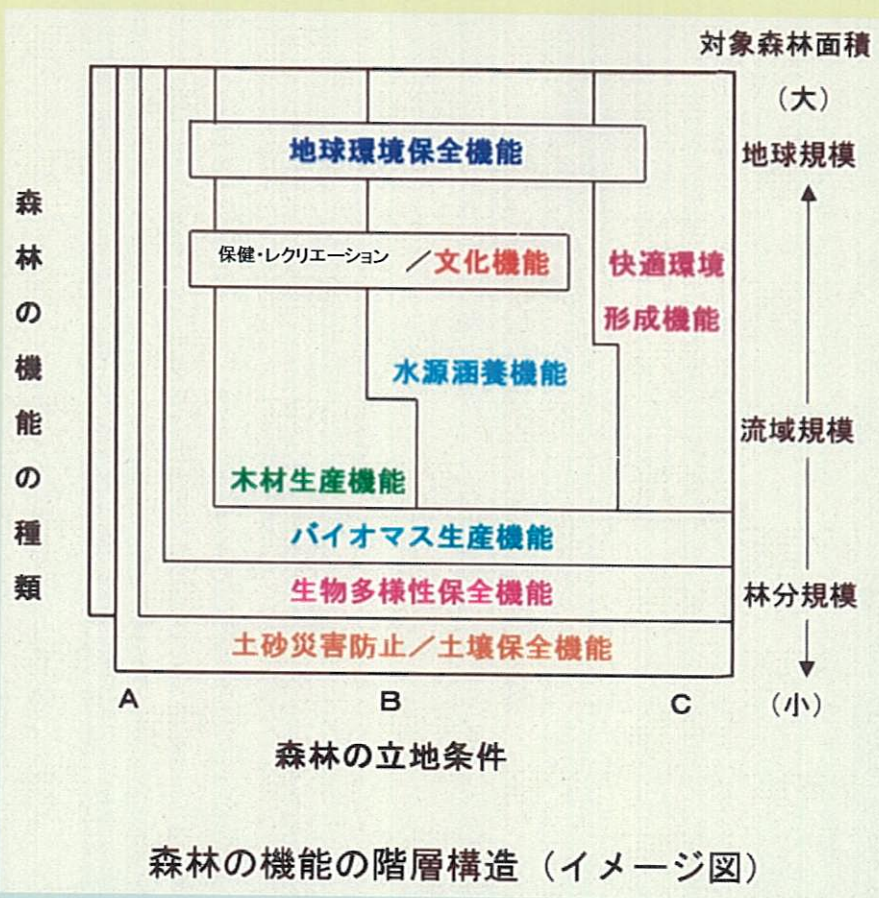 対象森林面積
（大）
地球環境保全機能
地球規模
森林の機能の種類
保健・レクリエーション ／文化機能
快適環境
形成機能
水源涵養機能
流域規模
木材生産機能
バイオマス生産機能
生物多様性保全機能
林分規模
土砂災害防止／土壌保全機能
A B C
（小）
森林の立地条件
森林の機能の階層構造（イメージ図）